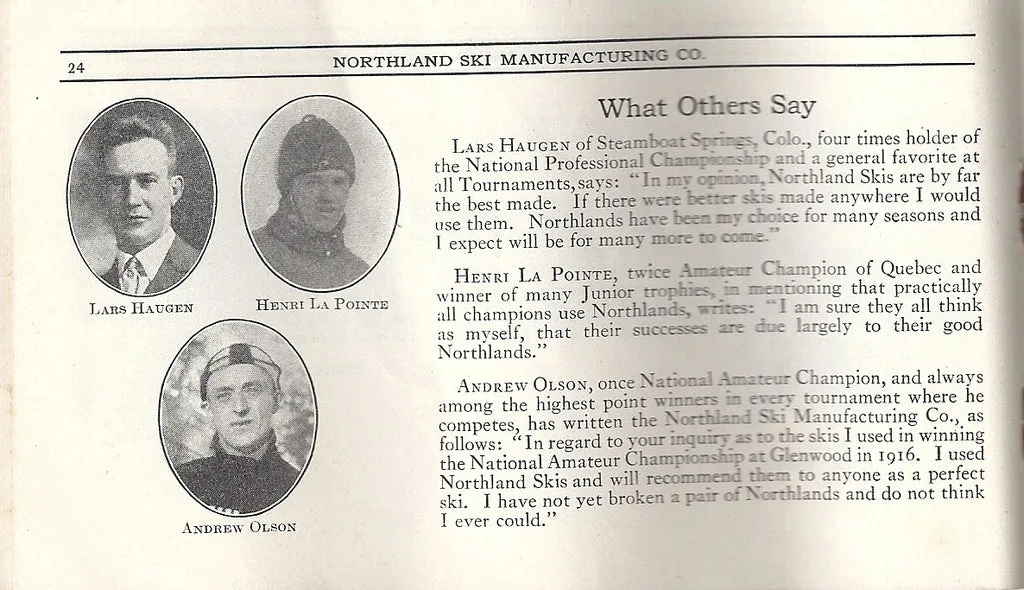 24
NORTHLAND SKI MANUFACTURING CO.
LARS HAUGEN
HENRI LA POINTE
ANDREW OLSON
What Others Say
LARS HAUGEN of Steamboat Springs, Colo., four times holder of
the National Professional Championship and a general favorite at
all Tournaments, says: "In my opinion, Northland Skis are by far
the best made. If there were better skis made anywhere I would
use them. Northlands have been my choice for many seasons and
I expect will be for many more to come."
HENRI LA POINTE, twice Amateur Champion of Quebec and
winner of many Junior trophies, in mentioning that practically
all champions use Northlands, writes: "I am sure they all think
as myself, that their successes are due largely to their good
Northlands."
ANDREW OLSON, once National Amateur Champion, and always
among the highest point winners in every tournament where he
competes, has written the Northland Ski Manufacturing Co., as
follows: "In regard to your inquiry as to the skis I used in winning
the National Amateur Championship at Glenwood in 1916. I used
Northland Skis and will recommend them to anyone as a perfect
ski. I have not yet broken a pair of Northlands and do not think
I ever could."